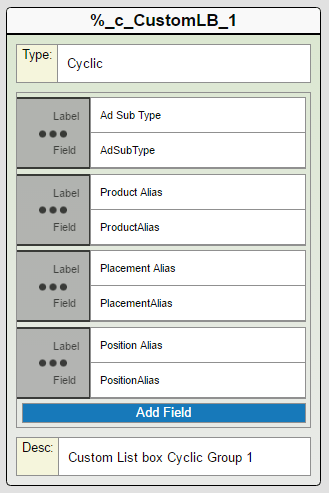 %_c_CustomLB_1
Type: Cyclic
Label Ad Sub Type
Field AdSubType
Label Product Alias
Field ProductAlias
Label Placement Alias
Field PlacementAlias
Label Position Alias
Field PositionAlias
Add Field
Desc: Custom List box Cyclic Group 1